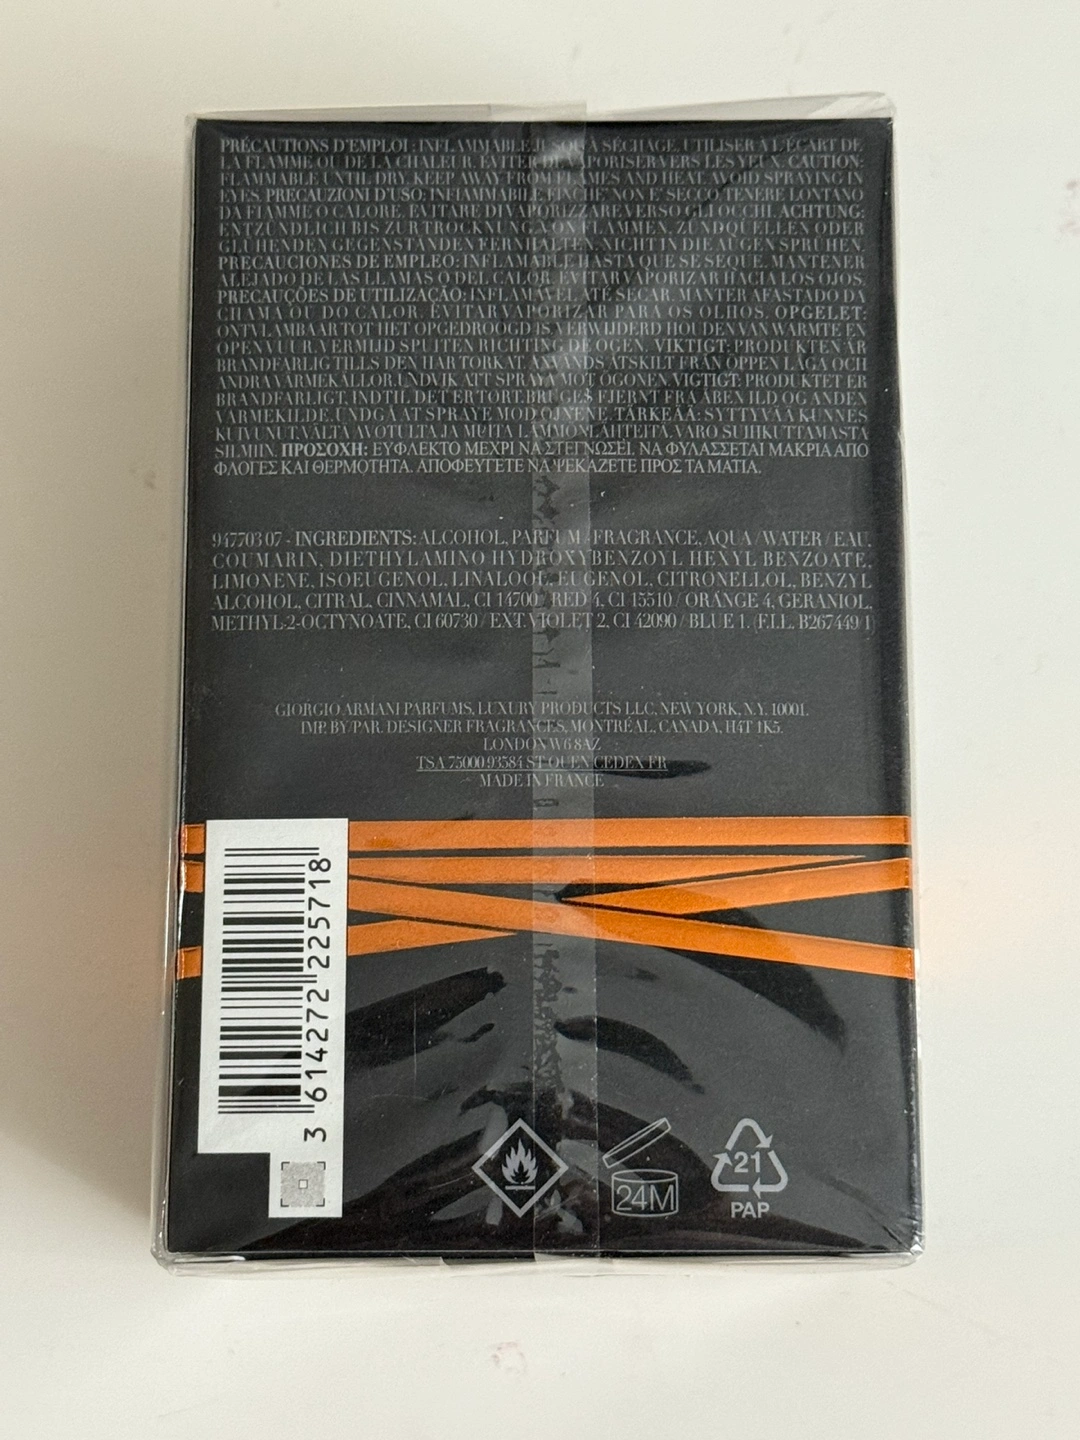 PRÉCAUTIONS D'EMPLOI : INFLAMMABLE JUSQU'À SÉCHAGE. UTILISER À L'ÉCART DE
LA FLAMME OU DE LA CHALEUR. ÉVITER DE VAPORISER VERS LES YEUX. CAUTION:
FLAMMABLE UNTIL DRY. KEEP AWAY FROM FLAMES AND HEAT. AVOID SPRAYING IN
EYES. PRECAUZIONI D'USO: INFIAMMABILE FINCHÉ NON E' SECCO. TENERE LONTANO
DA FIAMME O CALORE. EVITARE DI VAPORIZZARE VERSO GLI OCCHI. ACHTUNG:
ENTZÜNDLICH BIS ZUR TROCKNUNG. VON FLAMMEN, ZÜNDQUELLEN ODER
GLÜHENDEN GEGENSTÄNDEN FERNHALTEN. NICHT IN DIE AUGEN SPRÜHEN.
PRECAUCIONES DE EMPLEO: INFLAMABLE HASTA QUE SE SEQUE. MANTENER
ALEJADO DE LAS LLAMAS O DEL CALOR. EVITAR VAPORIZAR HACIA LOS OJOS.
PRECAUÇÕES DE UTILIZAÇÃO: INFLAMÁVEL ATÉ SECAR. MANTER AFASTADO DA
CHAMA OU DO CALOR. EVITAR VAPORIZAR PARA OS OLHOS. OPGELET:
ONTVLAMBAAR TOT HET OPGEDROOGD IS. VERWIJDERD HOUDEN VAN WARMTE EN
OPEN VUUR. VERMIJD SPUITEN RICHTING DE OGEN. VIKTIGT: PRODUKTEN ÄR
BRANDFARLIG TILLS DEN HAR TORKAT. ANVÄNDS ÅTSKILT FRÅN ÖPPEN LÅGA OCH
ANDRA VÄRMEKÄLLOR. UNDVIK ATT SPRAYA MOT ÖGONEN. VIGTIGT: PRODUKTET ER
BRANDFARLIGT, INDTIL DET ER TØRT. BRUGES FJERNT FRA ÅBEN ILD OG ANDEN
VARMEKILDE. UNDGÅ AT SPRAYE MOD ØJNENE. TÄRKEÄÄ: SYTTYVÄÄ KUNNES
KUIVUNUT. VÄLTÄ AVOTULTA JA MUITA LÄMMÖNLÄHTEITÄ. VARO SUIHKUTTAMASTA
SILMIIN. ΠΡΟΣΟΧΗ: ΕΥΦΛΕΚΤΟ ΜΕΧΡΙ ΝΑ ΣΤΕΓΝΩΣΕΙ. ΝΑ ΦΥΛΑΣΣΕΤΑΙ ΜΑΚΡΙΑ ΑΠΟ
ΦΛΟΓΕΣ ΚΑΙ ΘΕΡΜΟΤΗΤΑ. ΑΠΟΦΕΥΓΕΤΕ ΝΑ ΨΕΚΑΖΕΤΕ ΠΡΟΣ ΤΑ ΜΑΤΙΑ.
947703 07 - INGREDIENTS: ALCOHOL, PARFUM - FRAGRANCE, AQUA / WATER / EAU,
COUMARIN, DIETHYLAMINO HYDROXYBENZOYL HEXYL BENZOATE,
LIMONENE, ISOEUGENOL, LINALOOL, EUGENOL, CITRONELLOL, BENZYL
ALCOHOL, CITRAL, CINNAMAL, CI 14700 / RED 4, CI 15510 / ORANGE 4, GERANIOL,
METHYL-2-OCTYNOATE, CI 60730 / EXT. VIOLET 2, CI 42090 / BLUE 1. (F.I.L. B267449/1)
GIORGIO ARMANI PARFUMS, LUXURY PRODUCTS LLC, NEW YORK, N.Y. 10001.
IMP. BY/PAR. DESIGNER FRAGRANCES, MONTRÉAL, CANADA, H4T 1K5.
LONDON W6 8AZ
TSA 75000 93584 ST OUEN CEDEX FR
MADE IN FRANCE
3 614272 225718
24M
21
PAP